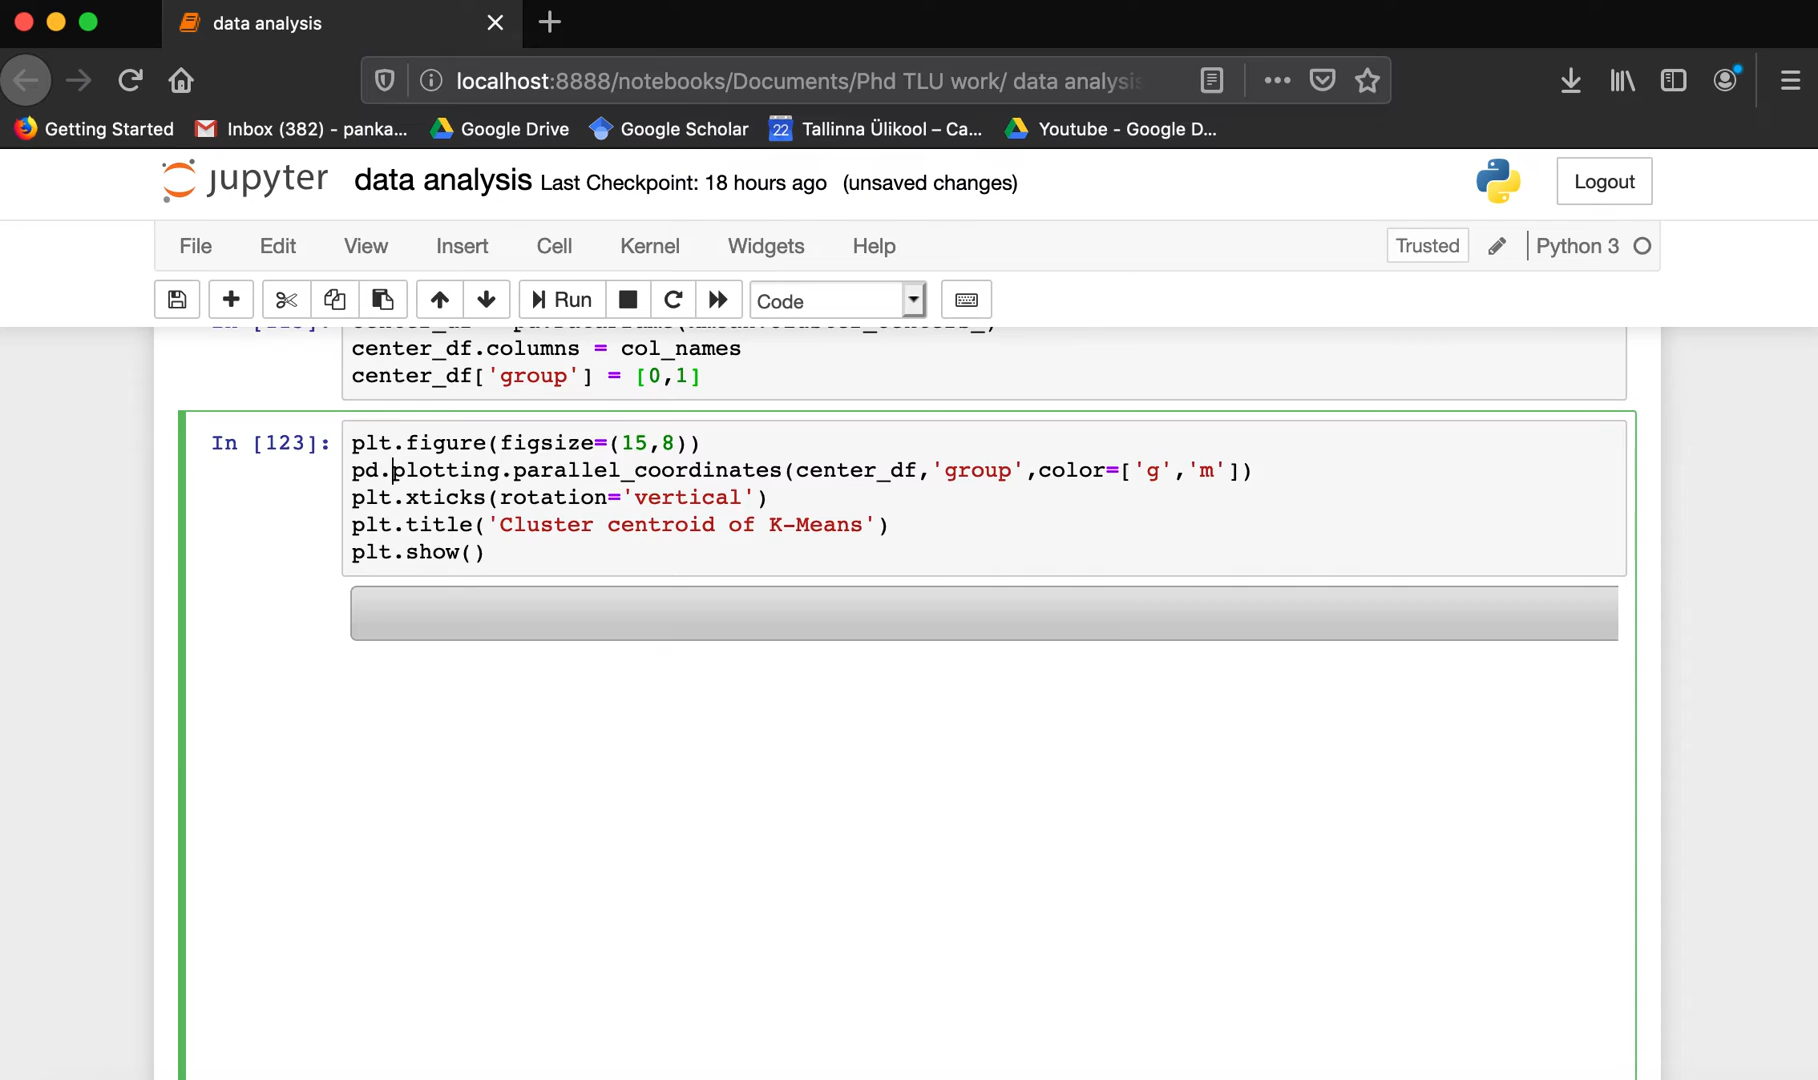 data analysis
localhost:8888/notebooks/Documents/Phd TLU work/ data analysis
Getting Started
Inbox (382) – panka...
Google Drive
Google Scholar
22
Tallinna Ülikool – Ca...
Youtube - Google D...
jupyter data analysis Last Checkpoint: 18 hours ago (unsaved changes)
Logout
File Edit View Insert Cell Kernel Widgets Help
Trusted
Python 3
Run
Code
center_df.columns = col_names
center_df['group'] = [0,1]
In [123]:
plt.figure(figsize=(15,8))
pd.plotting.parallel_coordinates(center_df,'group',color=['g','m'])
plt.xticks(rotation='vertical')
plt.title('Cluster centroid of K-Means')
plt.show()